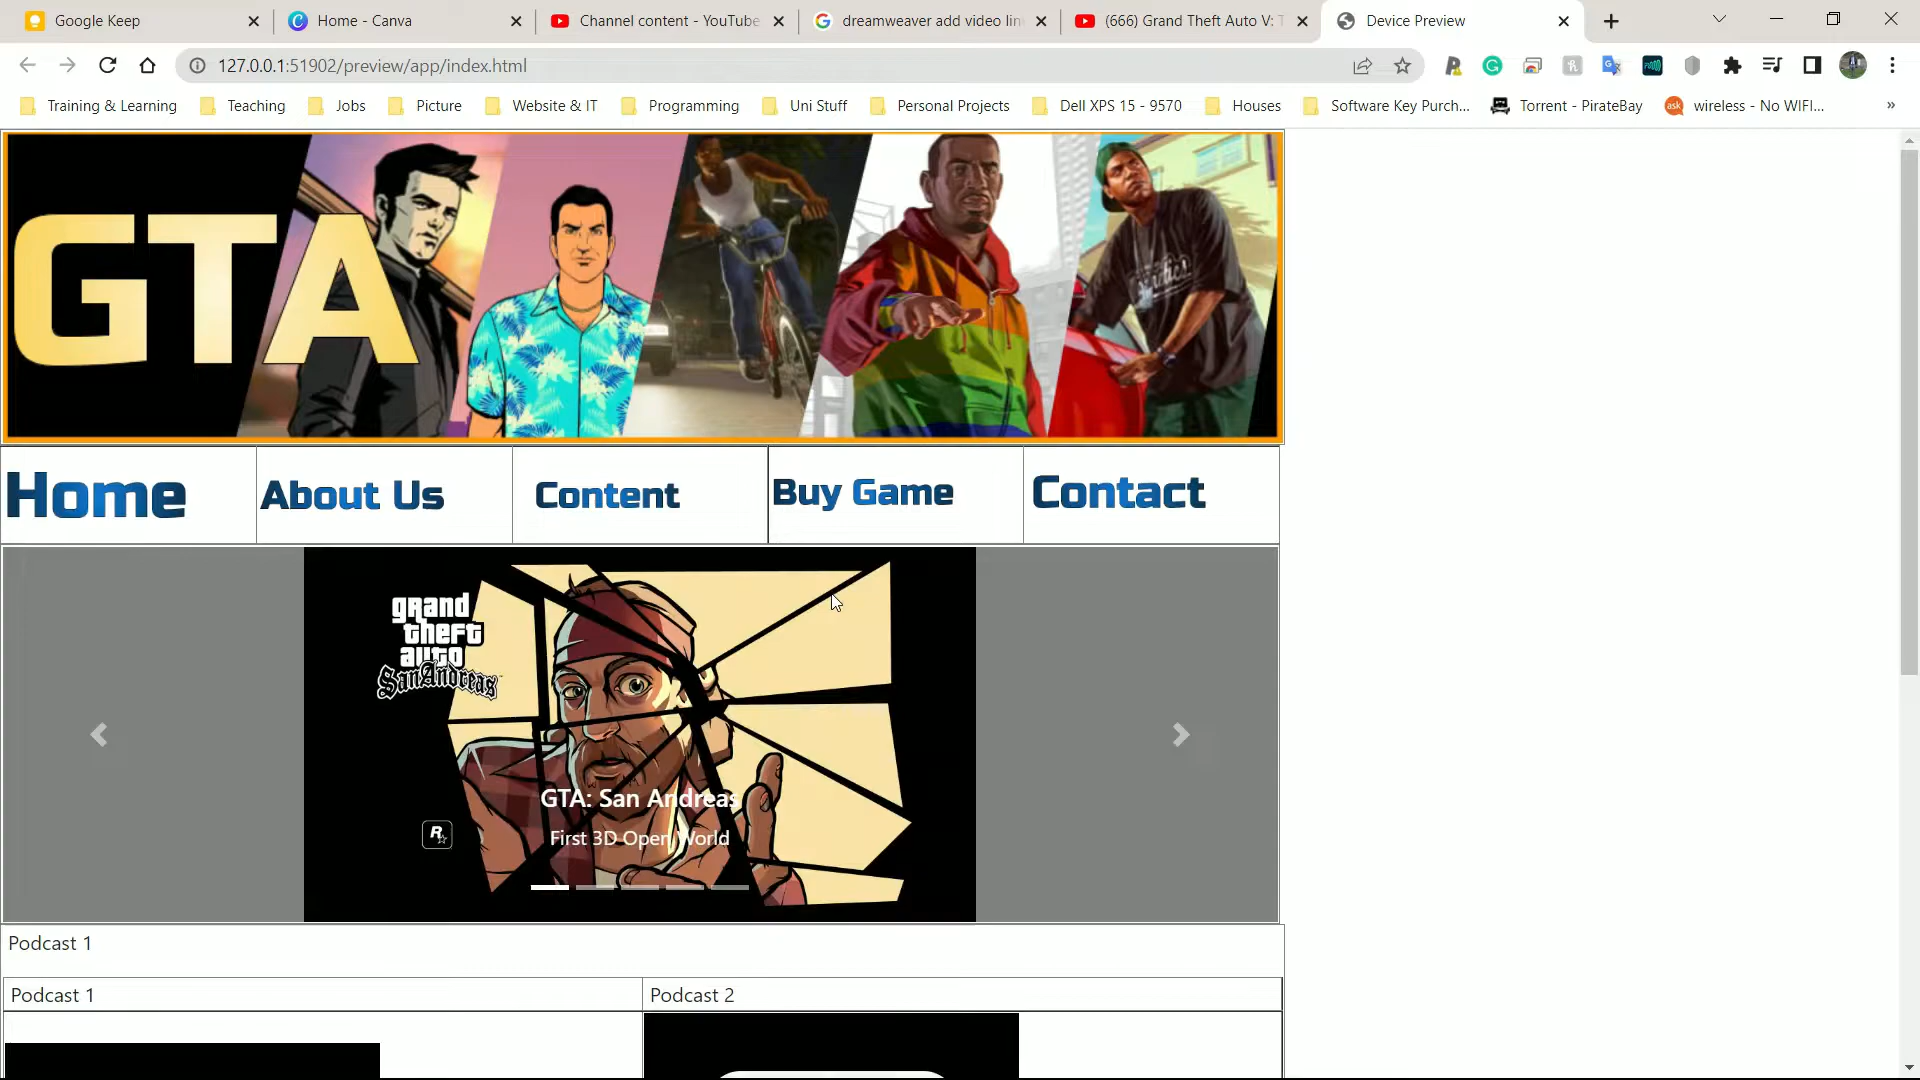 Google Keep
Home - Canva
Channel content - YouTube
dreamweaver add video lin
(666) Grand Theft Auto V: T
Device Preview
127.0.0.1:51902/preview/app/index.html
Training & Learning
Teaching
Jobs
Picture
Website & IT
Programming
Uni Stuff
Personal Projects
Dell XPS 15 - 9570
Houses
Software Key Purch...
Torrent - PirateBay
ask
wireless - No WIFI...
»
GTA
Home
About Us
Content
Buy Game
Contact
grand
theft
auto
San Andreas
GTA: San Andreas
First 3D Open World
R
Podcast 1
Podcast 1
Podcast 2